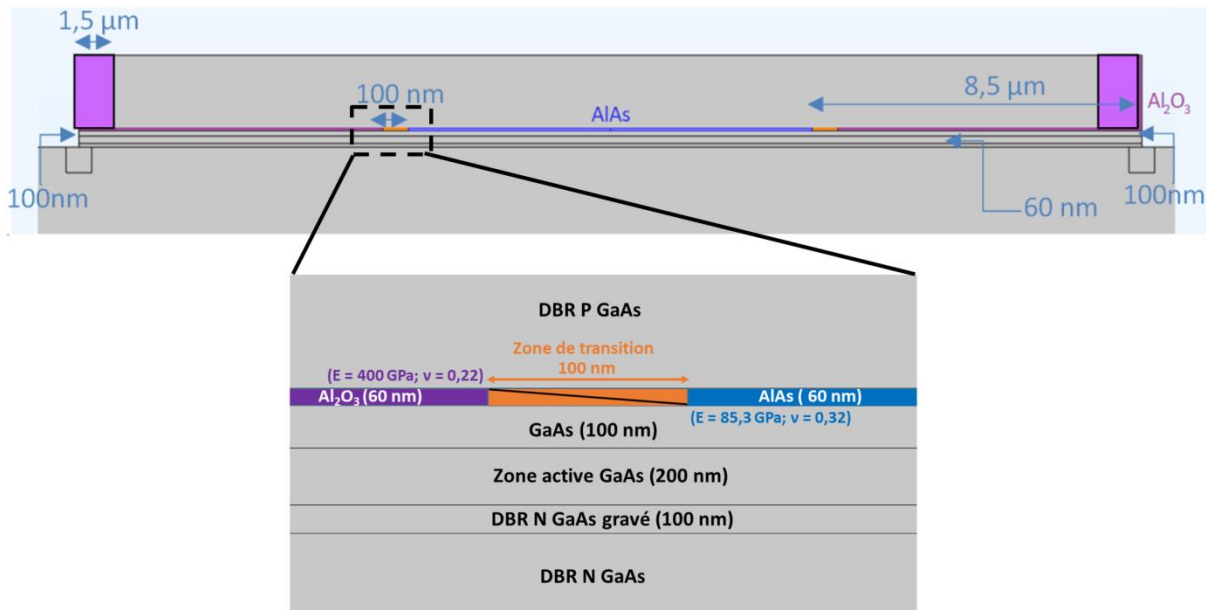 1,5 µm
100 nm
AlAs
8,5 µm
Al₂O₃
100nm
60 nm
100nm
DBR P GaAs
Zone de transition
100 nm
(E = 400 GPa; ν = 0,22)
Al₂O₃ (60 nm)
AlAs ( 60 nm)
(E = 85,3 GPa; ν = 0,32)
GaAs (100 nm)
Zone active GaAs (200 nm)
DBR N GaAs gravé (100 nm)
DBR N GaAs